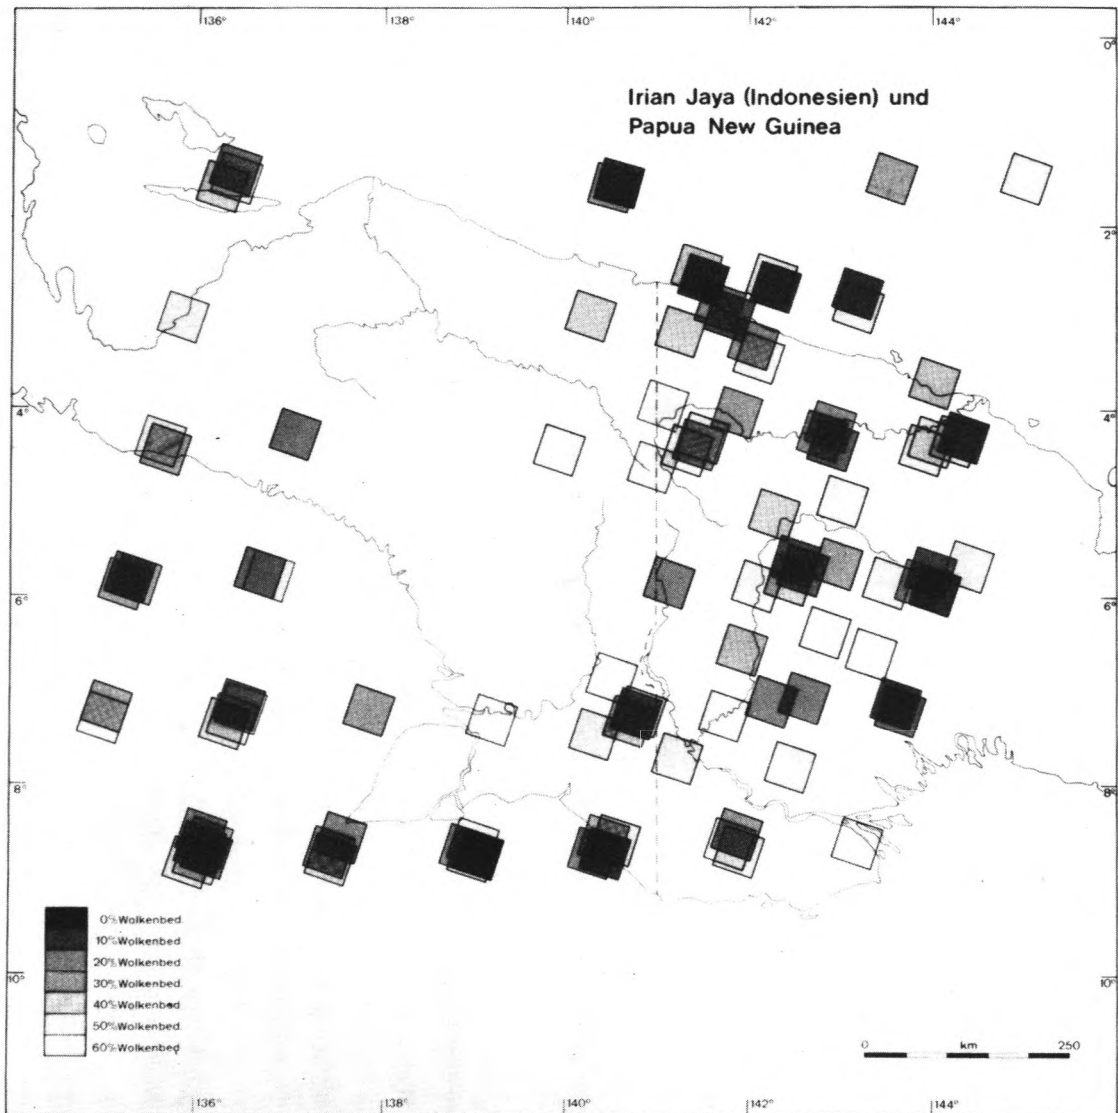 136° 138° 140° 142° 144°
0°
Irian Jaya (Indonesien) und
Papua New Guinea
2° 2°
4° 4°
6° 6°
8° 8°
0% Wolkenbed.
10% Wolkenbed
20% Wolkenbed
30% Wolkenbed.
40% Wolkenbed
50% Wolkenbed.
60% Wolkenbed.
10° 10°
0 km 250
136° 138° 140° 142° 144°